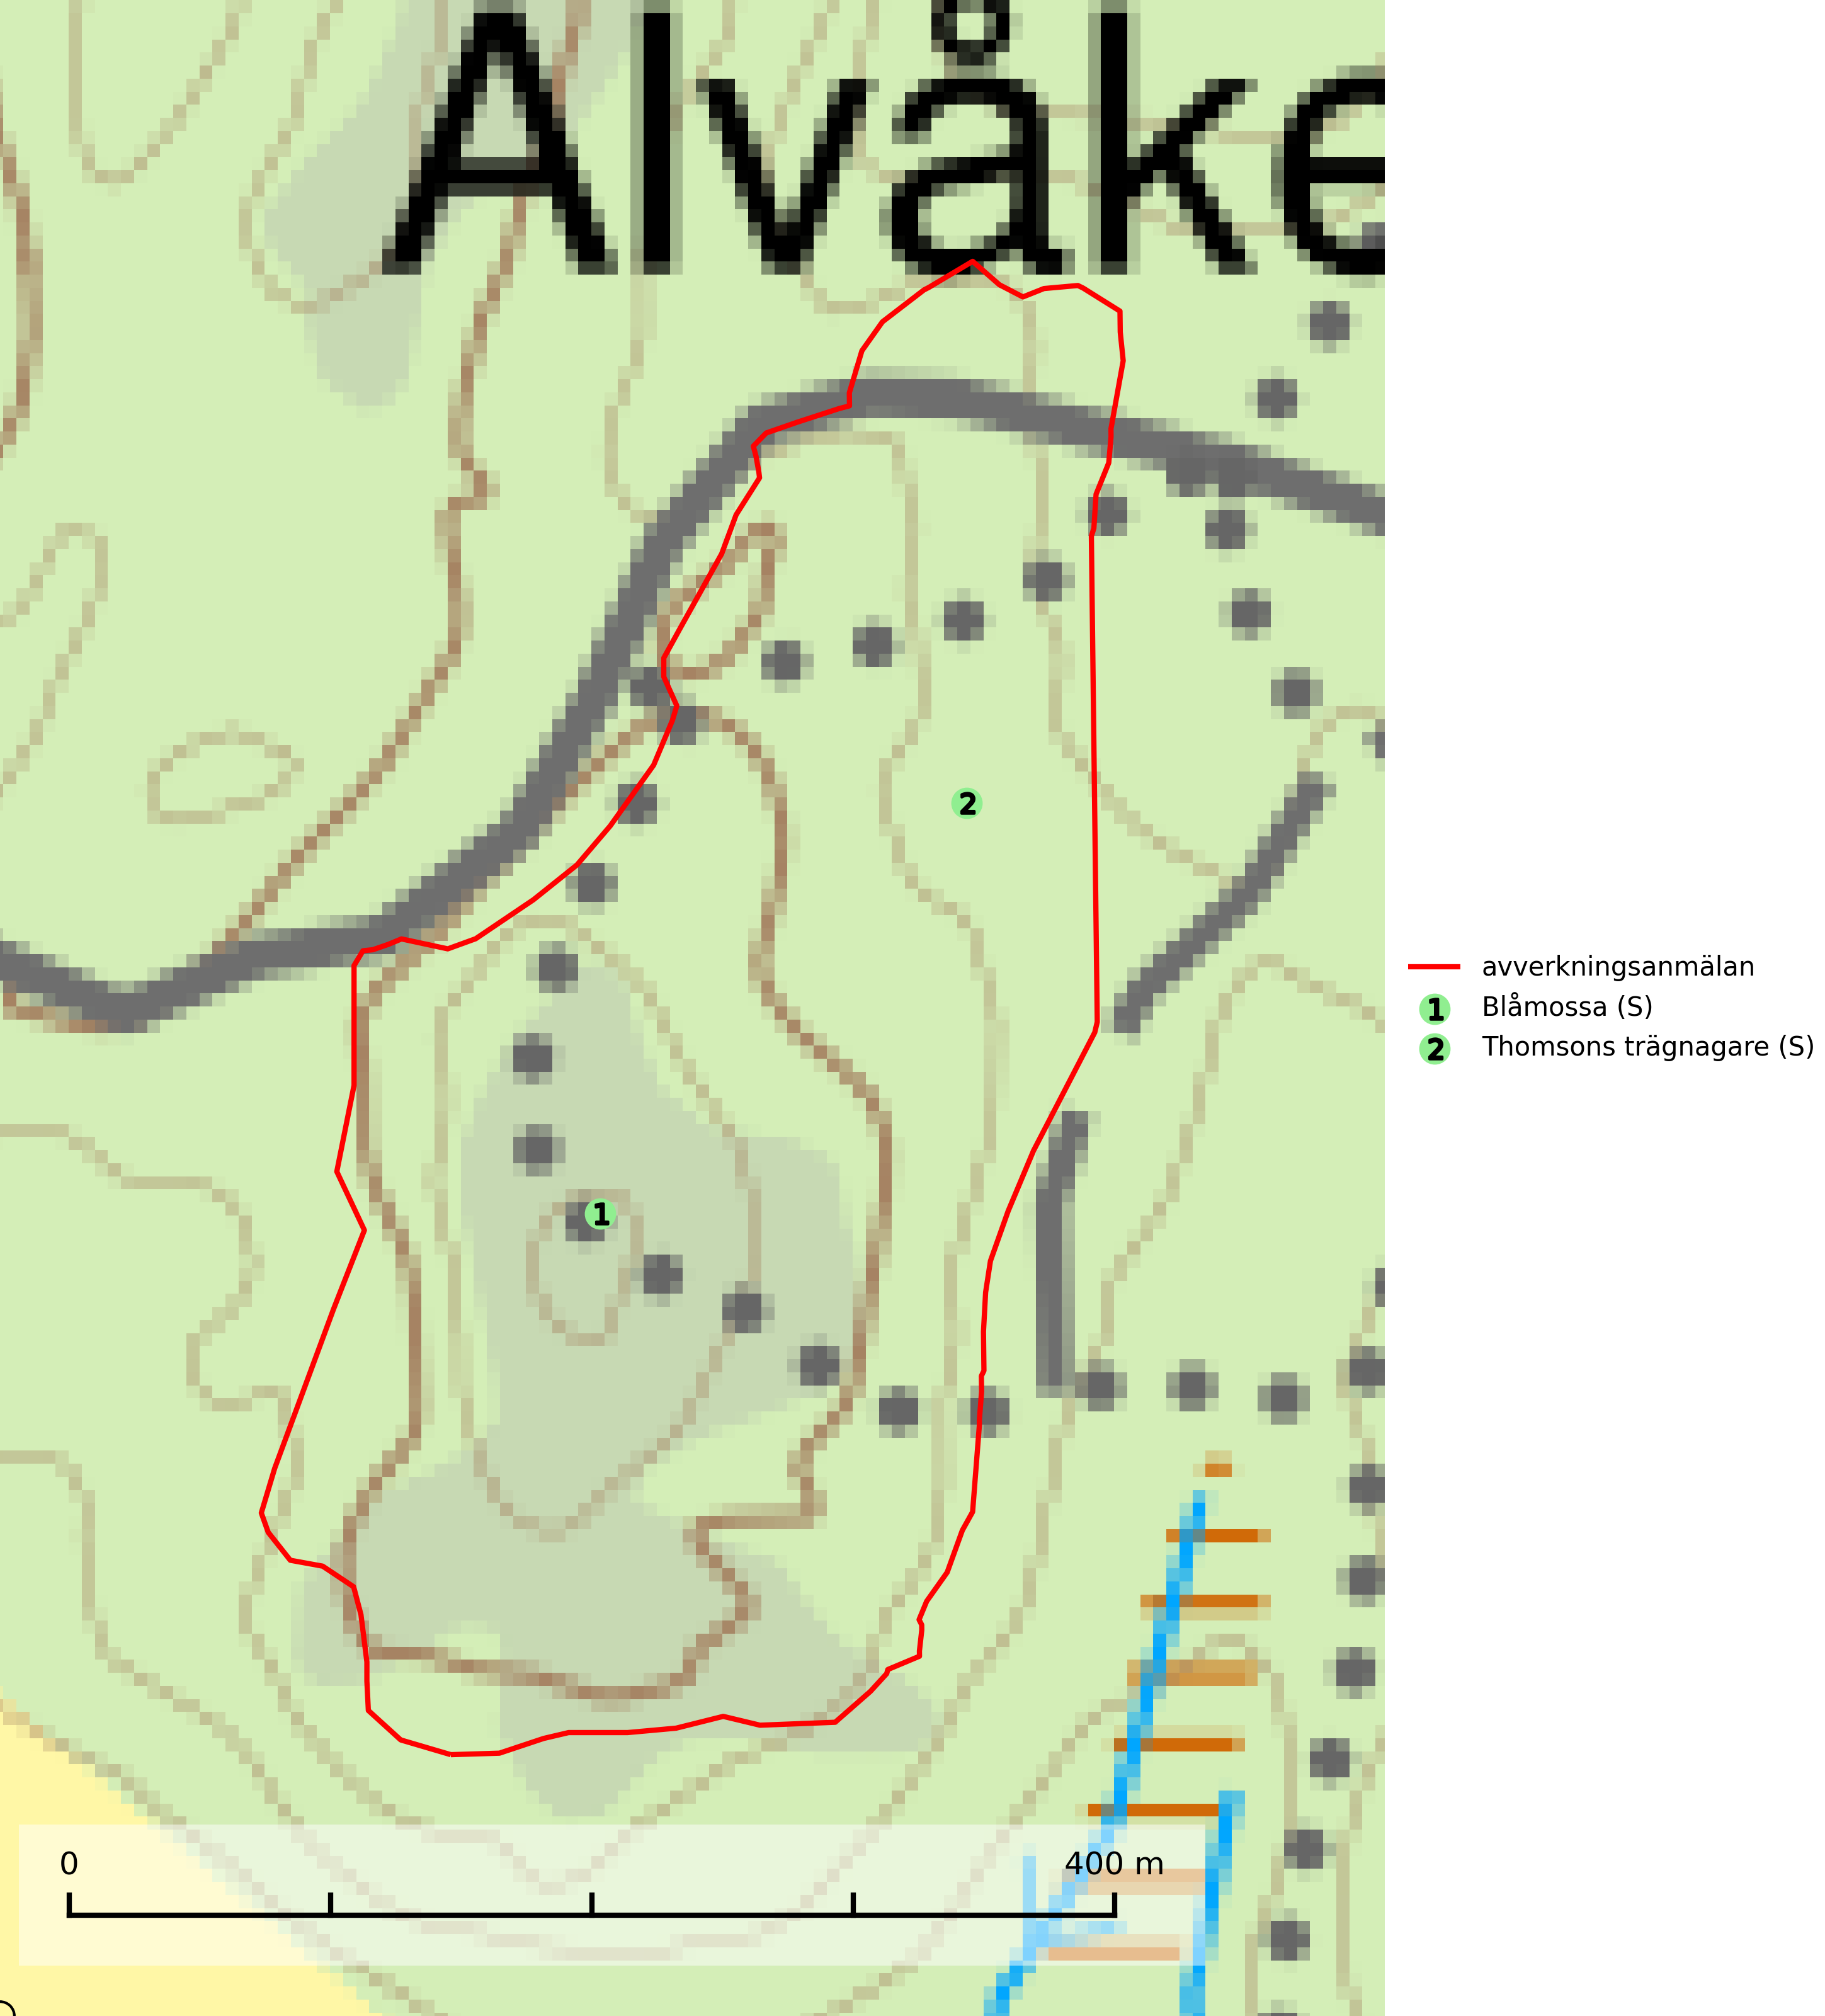 Alvåke
avverkningsanmälan
1 Blåmossa (S)
2 Thomsons trägnagare (S)
2
1
0 400 m